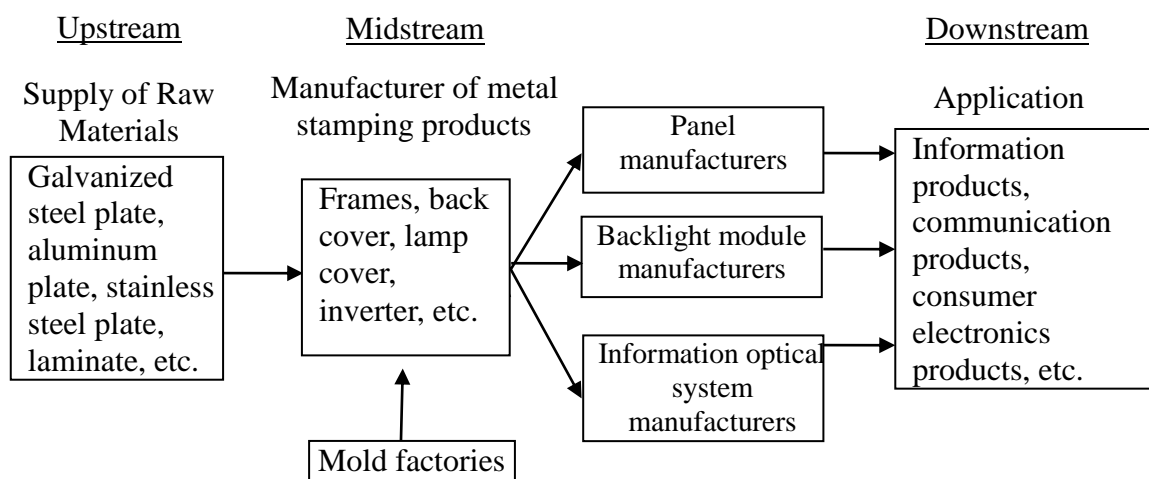 Upstream
Midstream
Downstream
Supply of Raw
Materials
Manufacturer of metal
stamping products
Application
Galvanized
steel plate,
aluminum
plate, stainless
steel plate,
laminate, etc.
Frames, back
cover, lamp
cover,
inverter, etc.
Mold factories
Panel
manufacturers
Backlight module
manufacturers
Information optical
system
manufacturers
Information
products,
communication
products,
consumer
electronics
products, etc.